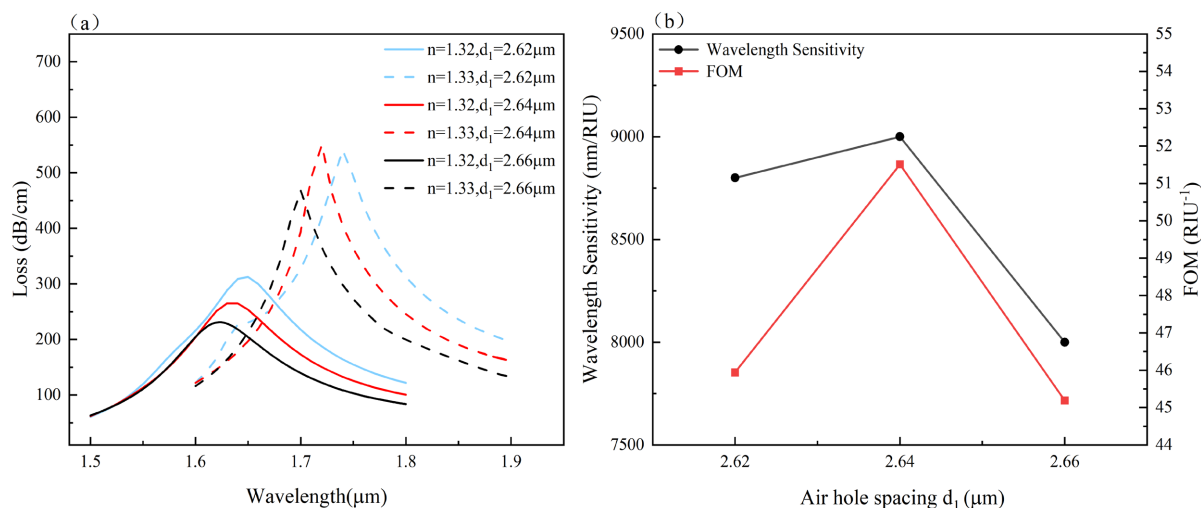 (a)
700
600
500
400
300
200
100
Loss (dB/cm)
n=1.32,d1=2.62μm
n=1.33,d1=2.62μm
n=1.32,d1=2.64μm
n=1.33,d1=2.64μm
n=1.32,d1=2.66μm
n=1.33,d1=2.66μm
1.5 1.6 1.7 1.8 1.9
Wavelength(μm)
(b)
9500
9000
8500
8000
7500
Wavelength Sensitivity (nm/RIU)
Wavelength Sensitivity
FOM
55
54
53
52
51
50
49
48
47
46
45
44
FOM (RIU⁻¹)
2.62 2.64 2.66
Air hole spacing d1 (μm)